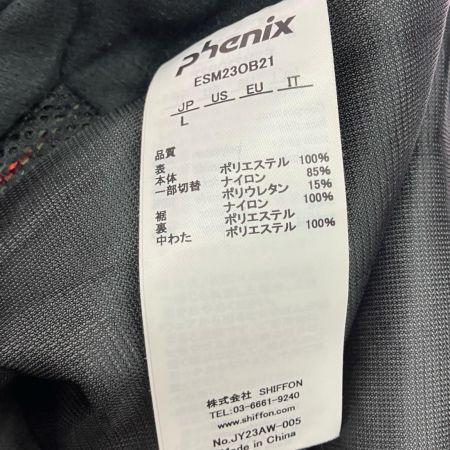 Phenix
ESM23OB21
JP US EU IT
L
品質
表
本体 ポリエステル 100%
一部切替 ナイロン 85%
ポリウレタン 15%
裾 ナイロン 100%
裏 ポリエステル
中わた ポリエステル 100%
株式会社 SHIFFON
TEL:03-6661-9240
www.shiffon.com/
No.JY23AW-005
Made in China